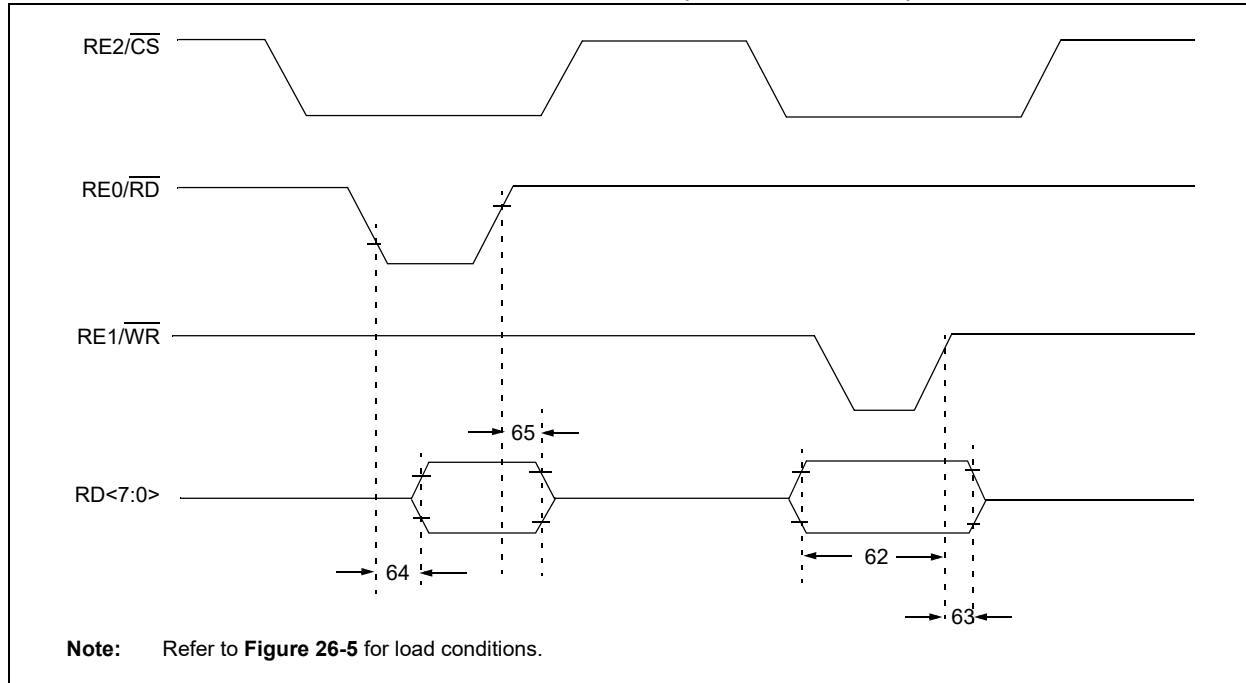 RE2/CS
RE0/RD
RE1/WR
65
RD<7:0>
62
64
63
Note: Refer to Figure 26-5 for load conditions.